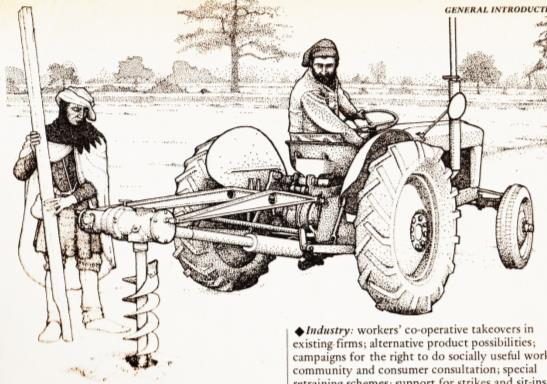 GENERAL INTRODUCTI
◆ Industry: workers' co-operative takeovers in
existing firms; alternative product possibilities;
campaigns for the right to do socially useful work
community and consumer consultation; special
retraining schemes; support for strikes and sit-ins